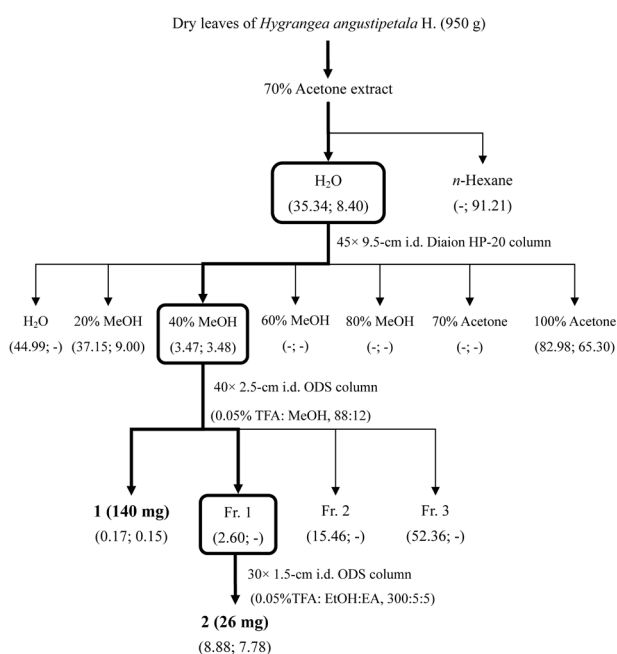 Dry leaves of Hygrangea angustipetala H. (950 g)
70% Acetone extract
H₂O
(35.34; 8.40)
n-Hexane
(-; 91.21)
45× 9.5-cm i.d. Diaion HP-20 column
H₂O
(44.99; -)
20% MeOH
(37.15; 9.00)
40% MeOH
(3.47; 3.48)
60% MeOH
(-; -)
80% MeOH
(-; -)
70% Acetone
(-; -)
100% Acetone
(82.98; 65.30)
40× 2.5-cm i.d. ODS column
(0.05% TFA: MeOH, 88:12)
1 (140 mg)
(0.17; 0.15)
Fr. 1
(2.60; -)
Fr. 2
(15.46; -)
Fr. 3
(52.36; -)
30× 1.5-cm i.d. ODS column
(0.05%TFA: EtOH:EA, 300:5:5)
2 (26 mg)
(8.88; 7.78)